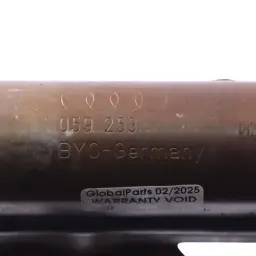 059 253
BYC-Germany
GlobalParts 02/2025
WARRANTY VOID